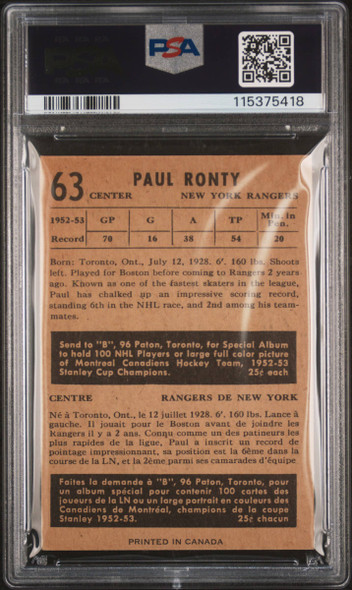 PSA
115375418
63 PAUL RONTY
CENTER NEW YORK RANGERS
1952-53 GP G A TP Min. in Pen.
Record 70 16 38 54 20
Born: Toronto, Ont., July 12, 1928. 6'. 160 lbs. Shoots
left. Played for Boston before coming to Rangers 2 years
ago. Known as one of the fastest skaters in the league,
Paul has chalked up an impressive scoring record,
standing 6th in the NHL race, and 2nd among his team-
mates.
Send to "B", 96 Paton, Toronto, for Special Album
to hold 100 NHL Players or large full color picture
of Montreal Canadiens Hockey Team, 1952-53
Stanley Cup Champions. 25¢ each
CENTRE RANGERS DE NEW YORK
Né à Toronto, Ont., le 12 juillet 1928. 6'. 160 lbs. Lance à
gauche. Il jouait pour le Boston avant de joindre les
Rangers il y a 2 ans. Connu comme un des patineurs les
plus rapides de la ligue, Paul a inscrit un record de
pointage impressionnant, sa position est la 6ème dans la
course de la LN, et la 2ème parmi ses camarades d'équipe
Faites la demande à "B", 96 Paton, Toronto, pour
un album spécial pour contenir 100 cartes des
joueurs de la LN ou un large portrait en couleurs des
Canadiens de Montréal, champions de la coupe
Stanley 1952-53. 25¢ chacun
PRINTED IN CANADA